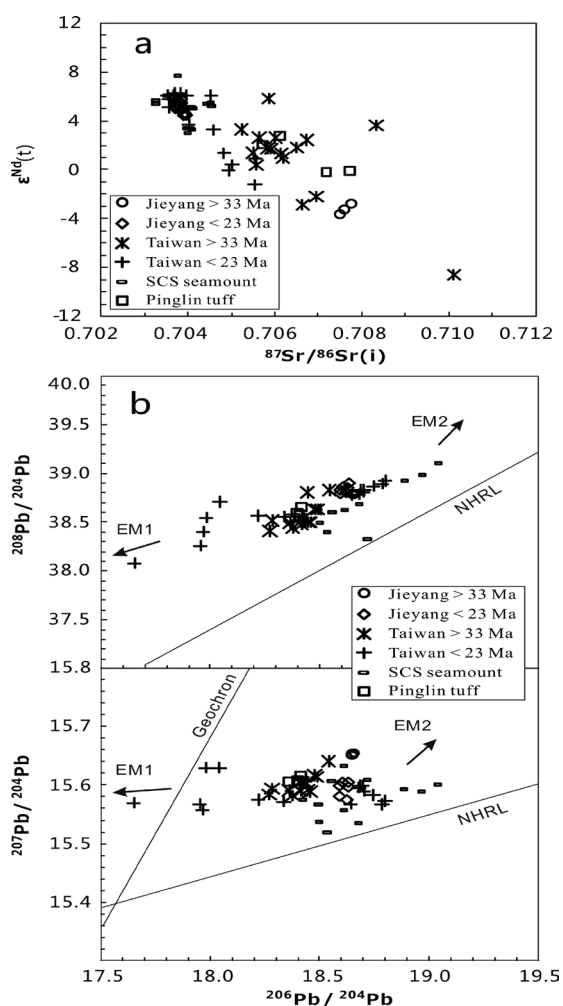 a
12
8
4
0
-4
-8
-12
εNd(t)
Jieyang > 33 Ma
Jieyang < 23 Ma
Taiwan > 33 Ma
Taiwan < 23 Ma
SCS seamount
Pinglin tuff
0.702 0.704 0.706 0.708 0.710 0.712
87Sr/86Sr(i)
b
40.0
39.5
39.0
38.5
38.0
37.5
15.8
208Pb/204Pb
EM2
EM1
NHRL
Jieyang > 33 Ma
Jieyang < 23 Ma
Taiwan > 33 Ma
Taiwan < 23 Ma
SCS seamount
Pinglin tuff
15.7
15.6
15.5
15.4
207Pb/204Pb
Geochron
EM2
EM1
NHRL
17.5 18.0 18.5 19.0 19.5
206Pb/204Pb